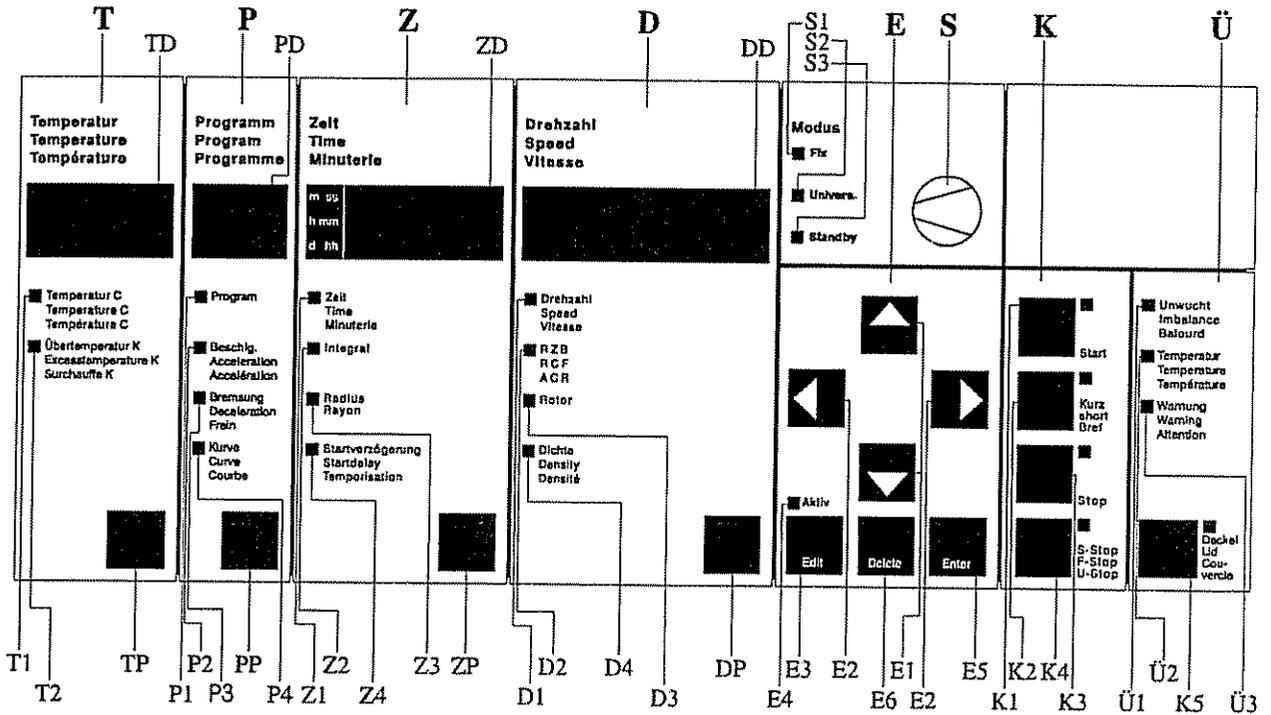 T
P
Z
D
S1
S2
S3
E
S
K
Ü
TD
PD
ZD
DD
Temperatur
Temperature
Température
Programm
Program
Programme
Zeit
Time
Minuterie
Drehzahl
Speed
Vitesse
Modus
Fix
Univers.
Standby
m ss
h mm
d hh
Temperatur C
Temperature C
Température C
Übertemperatur K
Excesstemperature K
Surchauffe K
Program
Beschlg.
Acceleration
Accélération
Bremsung
Deceleration
Frein
Kurve
Curve
Courbe
Zeit
Time
Minuterie
Integral
Radius
Rayon
Startverzögerung
Startdelay
Temporisation
Drehzahl
Speed
Vitesse
RZB
RCF
ACR
Rotor
Dichte
Density
Densité
Aktiv
Edit
Delete
Enter
Start
Kurz
short
Bref
Stop
S-Stop
F-Stop
U-Stop
Unwucht
Imbalance
Balourd
Temperatur
Temperature
Température
Warnung
Warning
Attention
Deckel
Lid
Cou-
vercle
T1
T2
TP
P1
P2
P3
PP
P4
Z1
Z2
Z4
Z3
ZP
D1
D2
D4
D3
DP
E4
E3
E2
E6
E1
E2
E5
K1
K2
K4
K3
Ü1
Ü2
K5
Ü3